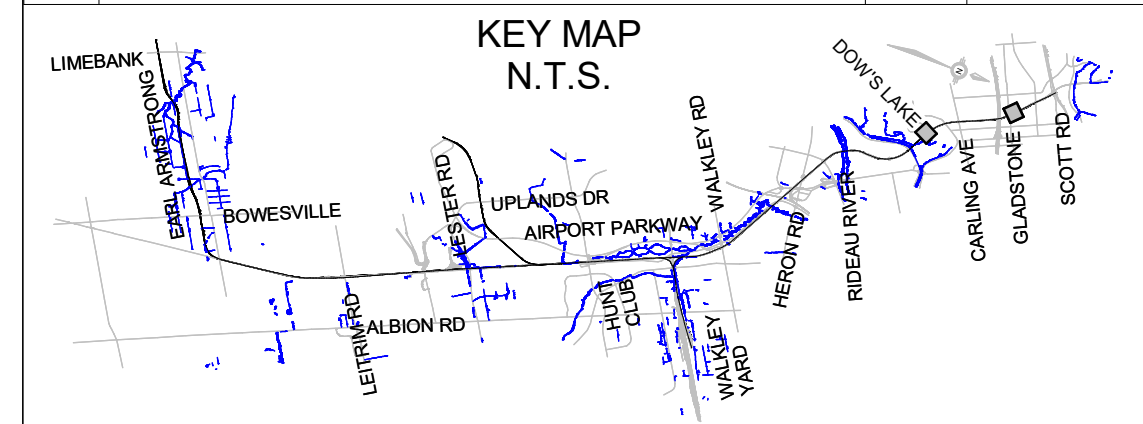 KEY MAP
N.T.S.
LIMEBANK
EARL ARMSTRONG
BOWESVILLE
LEITRIM RD
ALBION RD
LESTER RD
UPLANDS DR
AIRPORT PARKWAY
HUNT
CLUB
WALKLEY RD
WALKLEY
YARD
HERON RD
RIDEAU RIVER
DOW'S LAKE
N
CARLING AVE
GLADSTONE
SCOTT RD